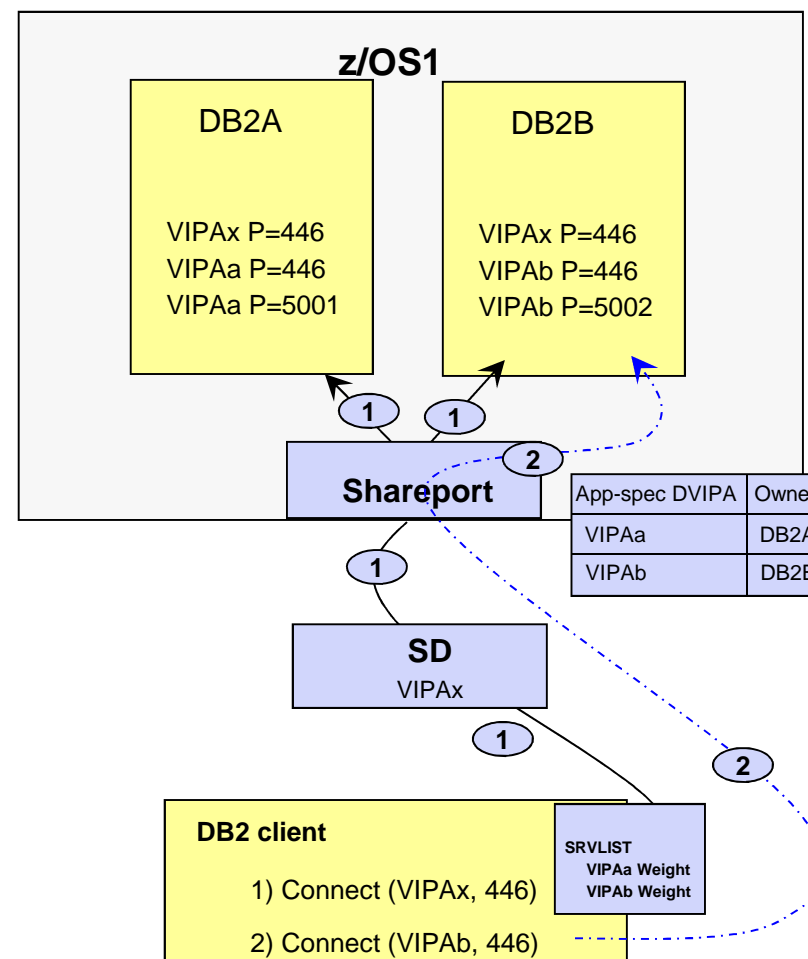 z/OS1
DB2A
VIPAx P=446
VIPAa P=446
VIPAa P=5001
DB2B
VIPAx P=446
VIPAb P=446
VIPAb P=5002
1
1
2
Shareport
App-spec DVIPA
VIPAa
VIPAb
1
SD
VIPAx
1
2
DB2 client
1) Connect (VIPAx, 446)
2) Connect (VIPAb, 446)
SRVLIST
VIPAa Weight
VIPAb Weight